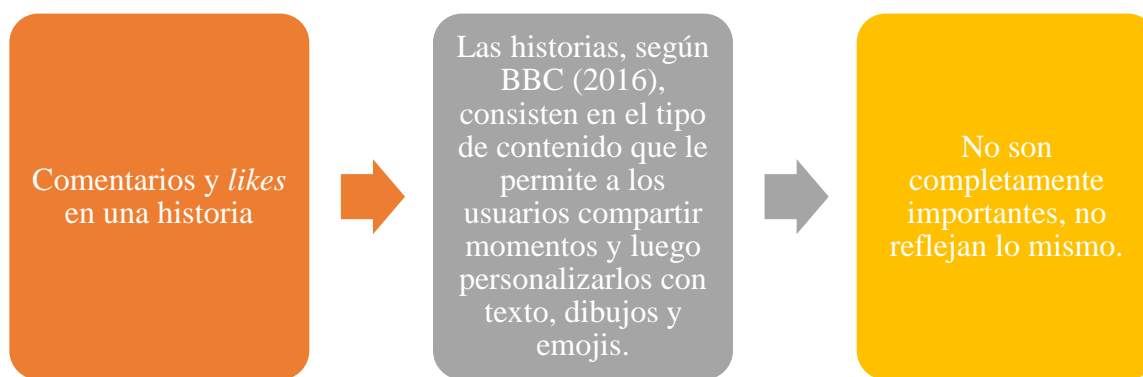 Comentarios y likes
en una historia
Las historias, según
BBC (2016),
consisten en el tipo
de contenido que le
permite a los
usuarios compartir
momentos y luego
personalizarlos con
texto, dibujos y
emojis.
No son
completamente
importantes, no
reflejan lo mismo.